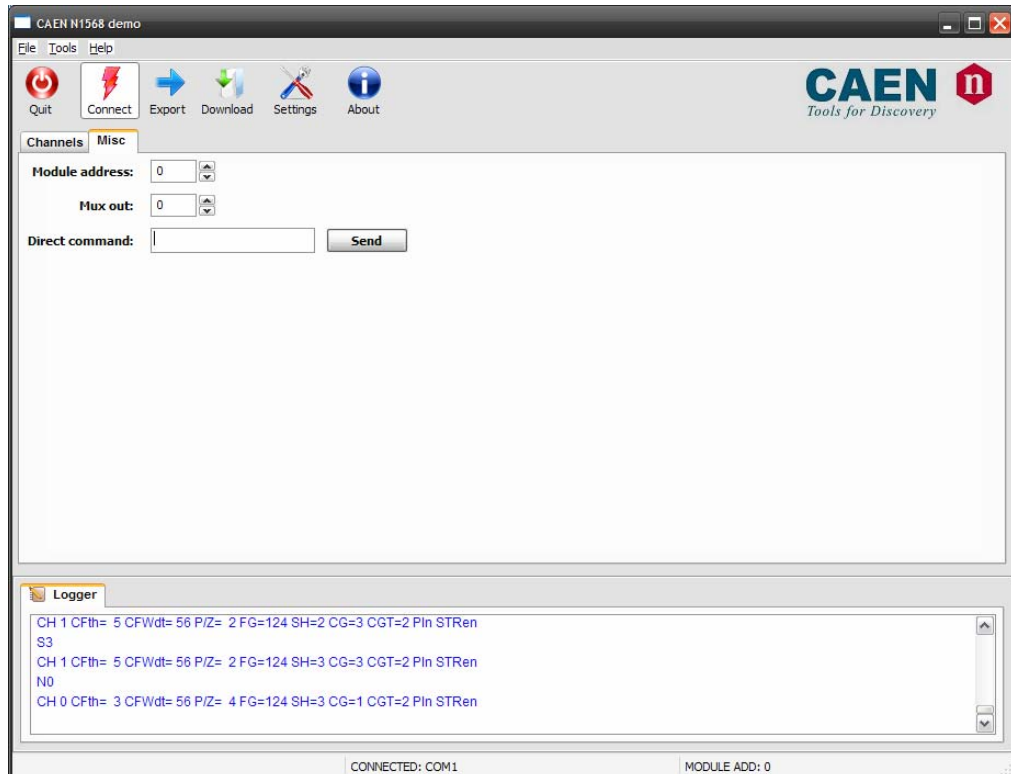 CAEN N1568 demo
File Tools Help
Quit Connect Export Download Settings About
CAEN n
Tools for Discovery
Channels Misc
Module address: 0
Mux out: 0
Direct command: Send
Logger
CH 1 CFth= 5 CFWdt= 56 P/Z= 2 FG=124 SH=2 CG=3 CGT=2 PIn STRen
S3
CH 1 CFth= 5 CFWdt= 56 P/Z= 2 FG=124 SH=3 CG=3 CGT=2 PIn STRen
N0
CH 0 CFth= 3 CFWdt= 56 P/Z= 4 FG=124 SH=3 CG=1 CGT=2 PIn STRen
CONNECTED: COM1 MODULE ADD: 0